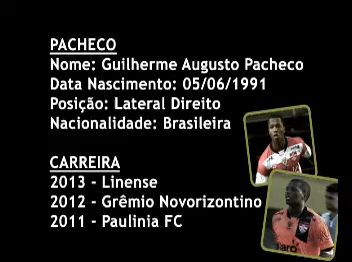 PACHECO
Nome: Guilherme Augusto Pacheco
Data Nascimento: 05/06/1991
Posição: Lateral Direito
Nacionalidade: Brasileira
CARREIRA
2013 - Linense
2012 - Grêmio Novorizontino
2011 - Paulinia FC
Claro